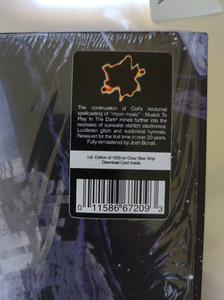 The continuation of Coil's nocturnal
spellcasting of "moon music" - Musick To
Play In The Dark² mines further into the
recesses of surrealist eldritch electronics,
Luciferian glitch and subliminal hymnals.
Reissued for the first time in over 20 years.
Fully remastered by Josh Bonati.
Ltd. Edition of 1000 on Clear Blue Vinyl
Download Card Inside
0 11586 67209 3